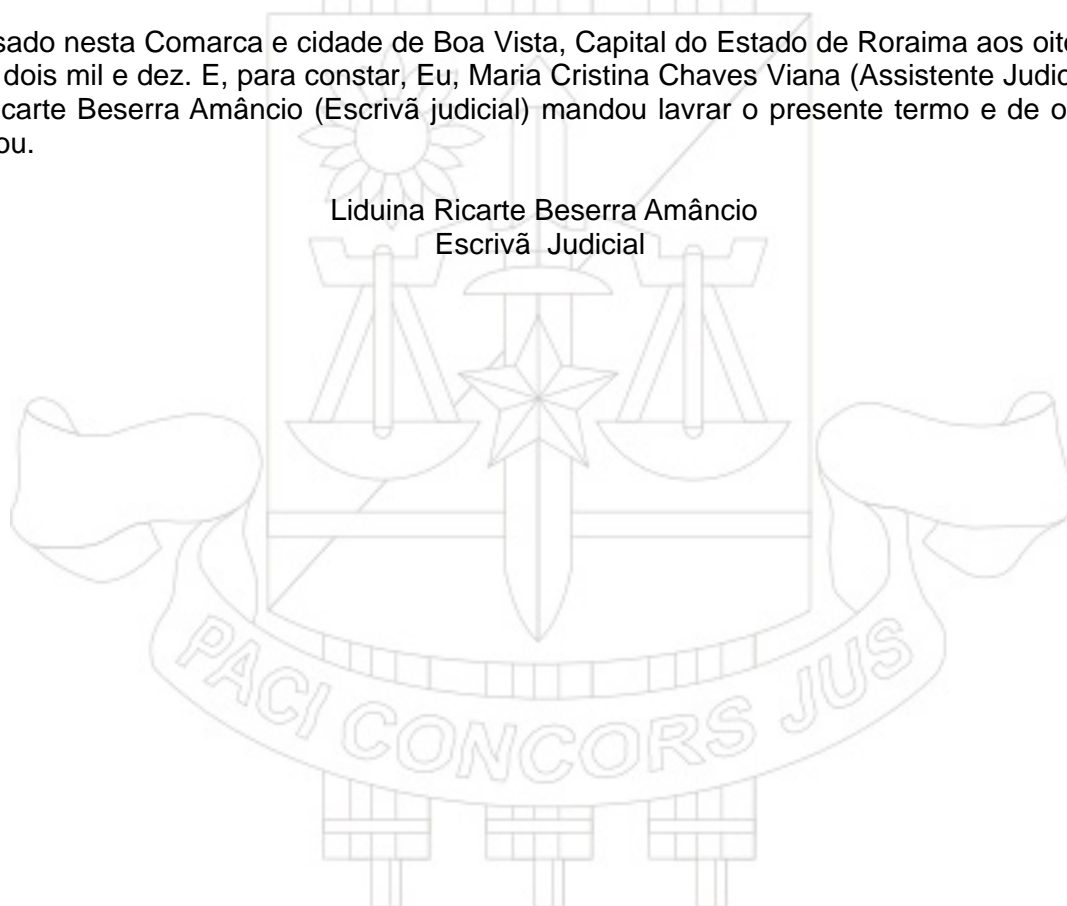 sado nesta Comarca e cidade de Boa Vista, Capital do Estado de Roraima aos oito
dois mil e dez. E, para constar, Eu, Maria Cristina Chaves Viana (Assistente Judic
icarte Beserra Amâncio (Escrivã judicial) mandou lavrar o presente termo e de o
ou.
Liduina Ricarte Beserra Amâncio
Escrivã Judicial
PACI CONCORS JUS